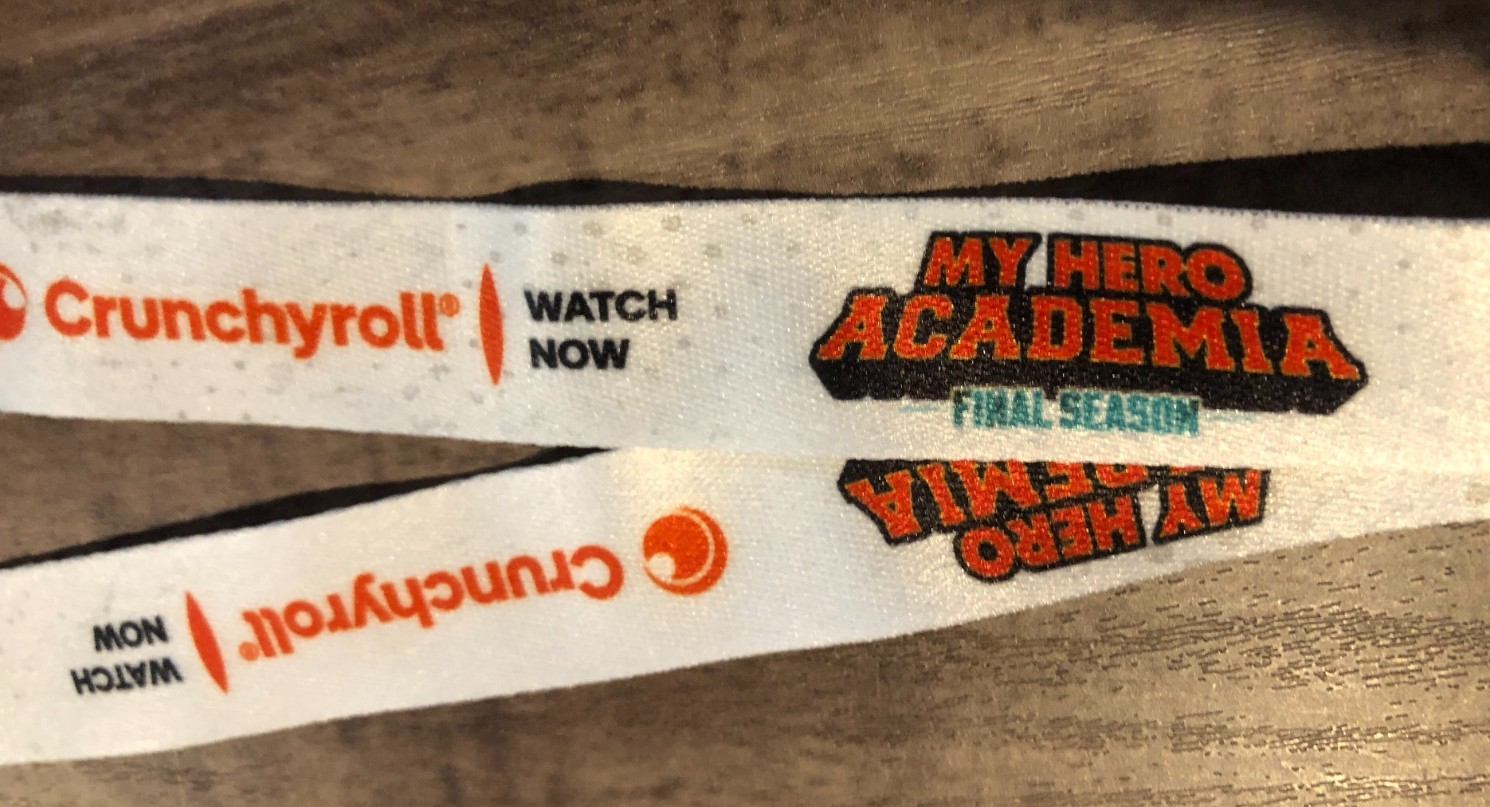 Crunchyroll®
WATCH
NOW
MY HERO
ACADEMIA
FINAL SEASON
MY HERO
Crunchyroll®
WATCH
NOW